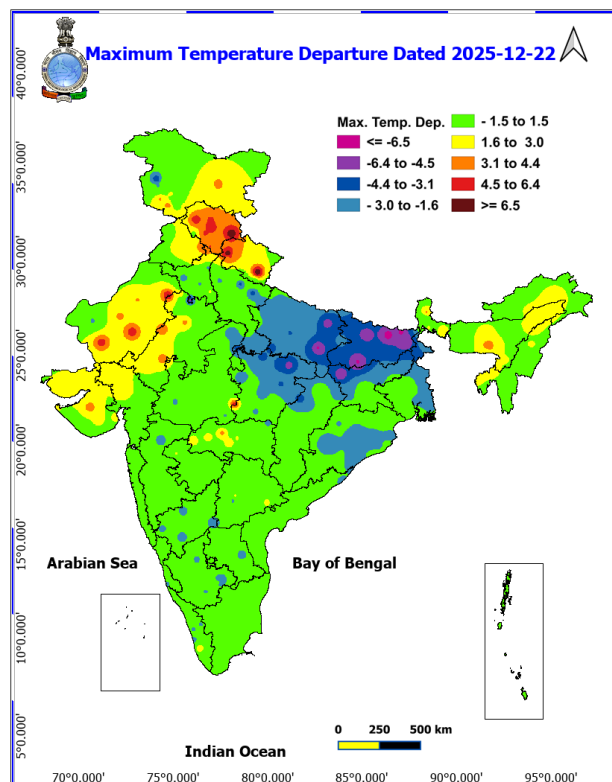 Maximum Temperature Departure Dated 2025-12-22
Max. Temp. Dep.
<= -6.5
-6.4 to -4.5
-4.4 to -3.1
- 3.0 to -1.6
- 1.5 to 1.5
1.6 to 3.0
3.1 to 4.4
4.5 to 6.4
>= 6.5
40°0.000'
35°0.000'
30°0.000'
25°0.000'
20°0.000'
15°0.000'
10°0.000'
5°0.000'
Arabian Sea
Bay of Bengal
Indian Ocean
0 250 500 km
70°0.000' 75°0.000' 80°0.000' 85°0.000' 90°0.000' 95°0.000'